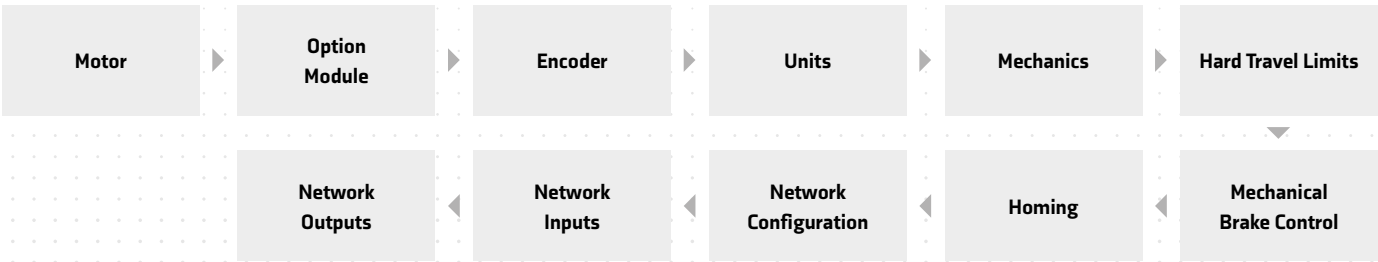 Motor
Option
Module
Encoder
Units
Mechanics
Hard Travel Limits
Mechanical
Brake Control
Homing
Network
Configuration
Network
Inputs
Network
Outputs